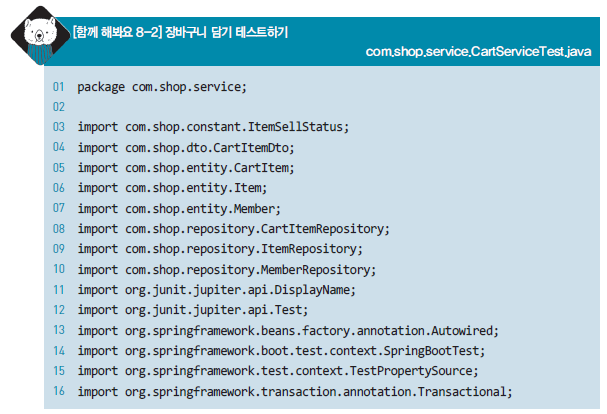 [함께 해봐요 8-2] 장바구니 담기 테스트하기
com.shop.service.CartServiceTest.java
01 package com.shop.service;
02
03 import com.shop.constant.ItemSellStatus;
04 import com.shop.dto.CartItemDto;
05 import com.shop.entity.CartItem;
06 import com.shop.entity.Item;
07 import com.shop.entity.Member;
08 import com.shop.repository.CartItemRepository;
09 import com.shop.repository.ItemRepository;
10 import com.shop.repository.MemberRepository;
11 import org.junit.jupiter.api.DisplayName;
12 import org.junit.jupiter.api.Test;
13 import org.springframework.beans.factory.annotation.Autowired;
14 import org.springframework.boot.test.context.SpringBootTest;
15 import org.springframework.test.context.TestPropertySource;
16 import org.springframework.transaction.annotation.Transactional;